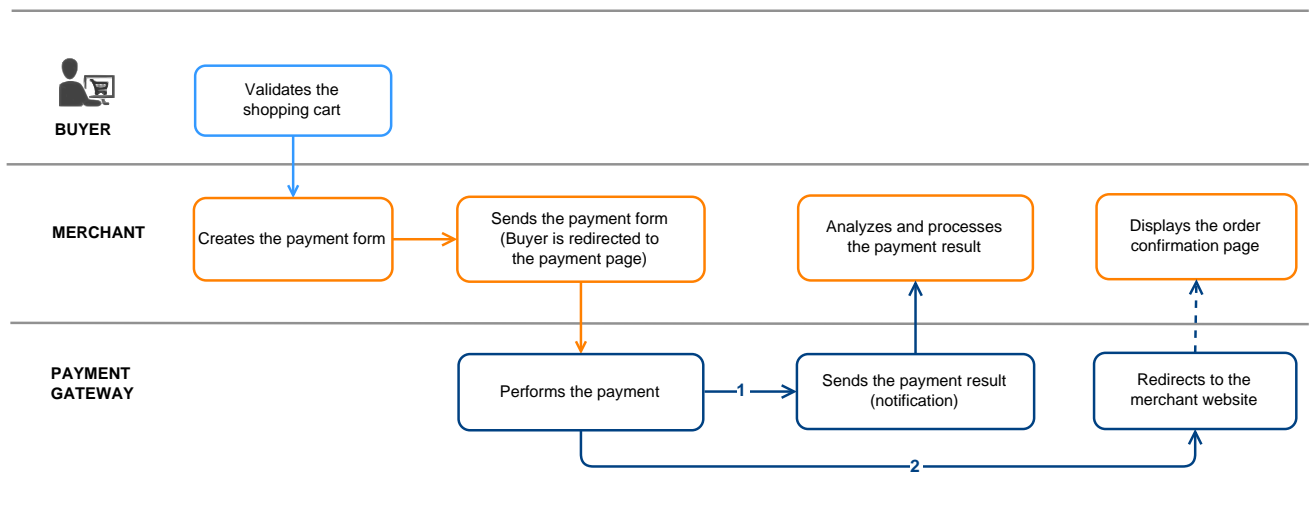 Validates the
shopping cart
BUYER
MERCHANT
Creates the payment form
Sends the payment form
(Buyer is redirected to
the payment page)
Analyzes and processes
the payment result
Displays the order
confirmation page
PAYMENT
GATEWAY
Performs the payment
1
Sends the payment result
(notification)
Redirects to the
merchant website
2